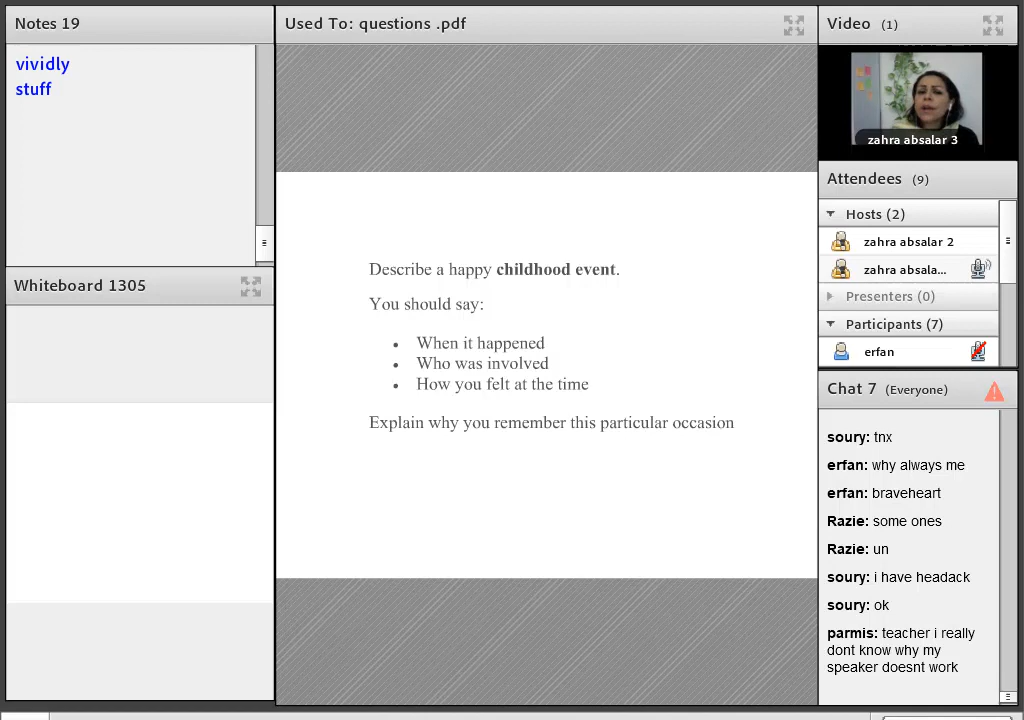 Notes 19
vividly
stuff
Whiteboard 1305
Used To: questions .pdf
Describe a happy childhood event.
You should say:
• When it happened
• Who was involved
• How you felt at the time
Explain why you remember this particular occasion
Video (1)
zahra absalar 3
Attendees (9)
Hosts (2)
zahra absalar 2
zahra absala...
Presenters (0)
Participants (7)
erfan
Chat 7 (Everyone)
soury: tnx
erfan: why always me
erfan: braveheart
Razie: some ones
Razie: un
soury: i have headack
soury: ok
parmis: teacher i really
dont know why my
speaker doesnt work